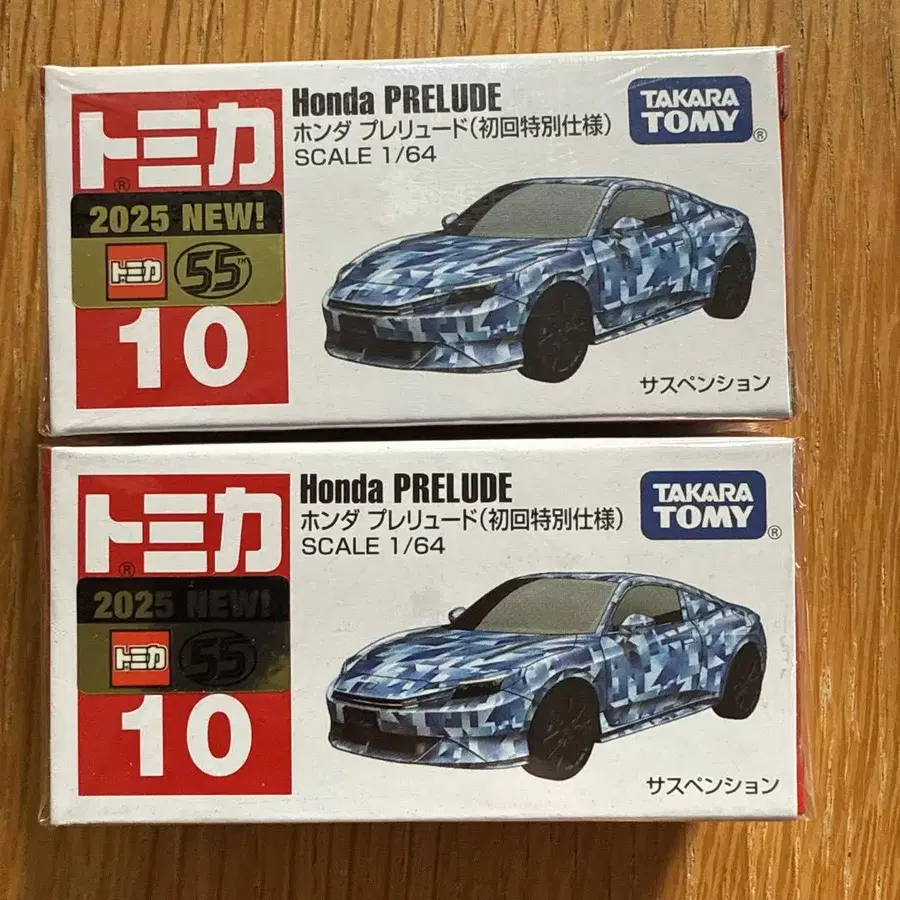 トミカ
®
2025 NEW!
トミカ 55TH
10
Honda PRELUDE
ホンダ プレリュード(初回特別仕様)
SCALE 1/64
TAKARA
TOMY®
サスペンション
トミカ
®
2025 NEW!
トミカ 55
10
Honda PRELUDE
ホンダ プレリュード(初回特別仕様)
SCALE 1/64
TAKARA
TOMY®
サスペンション